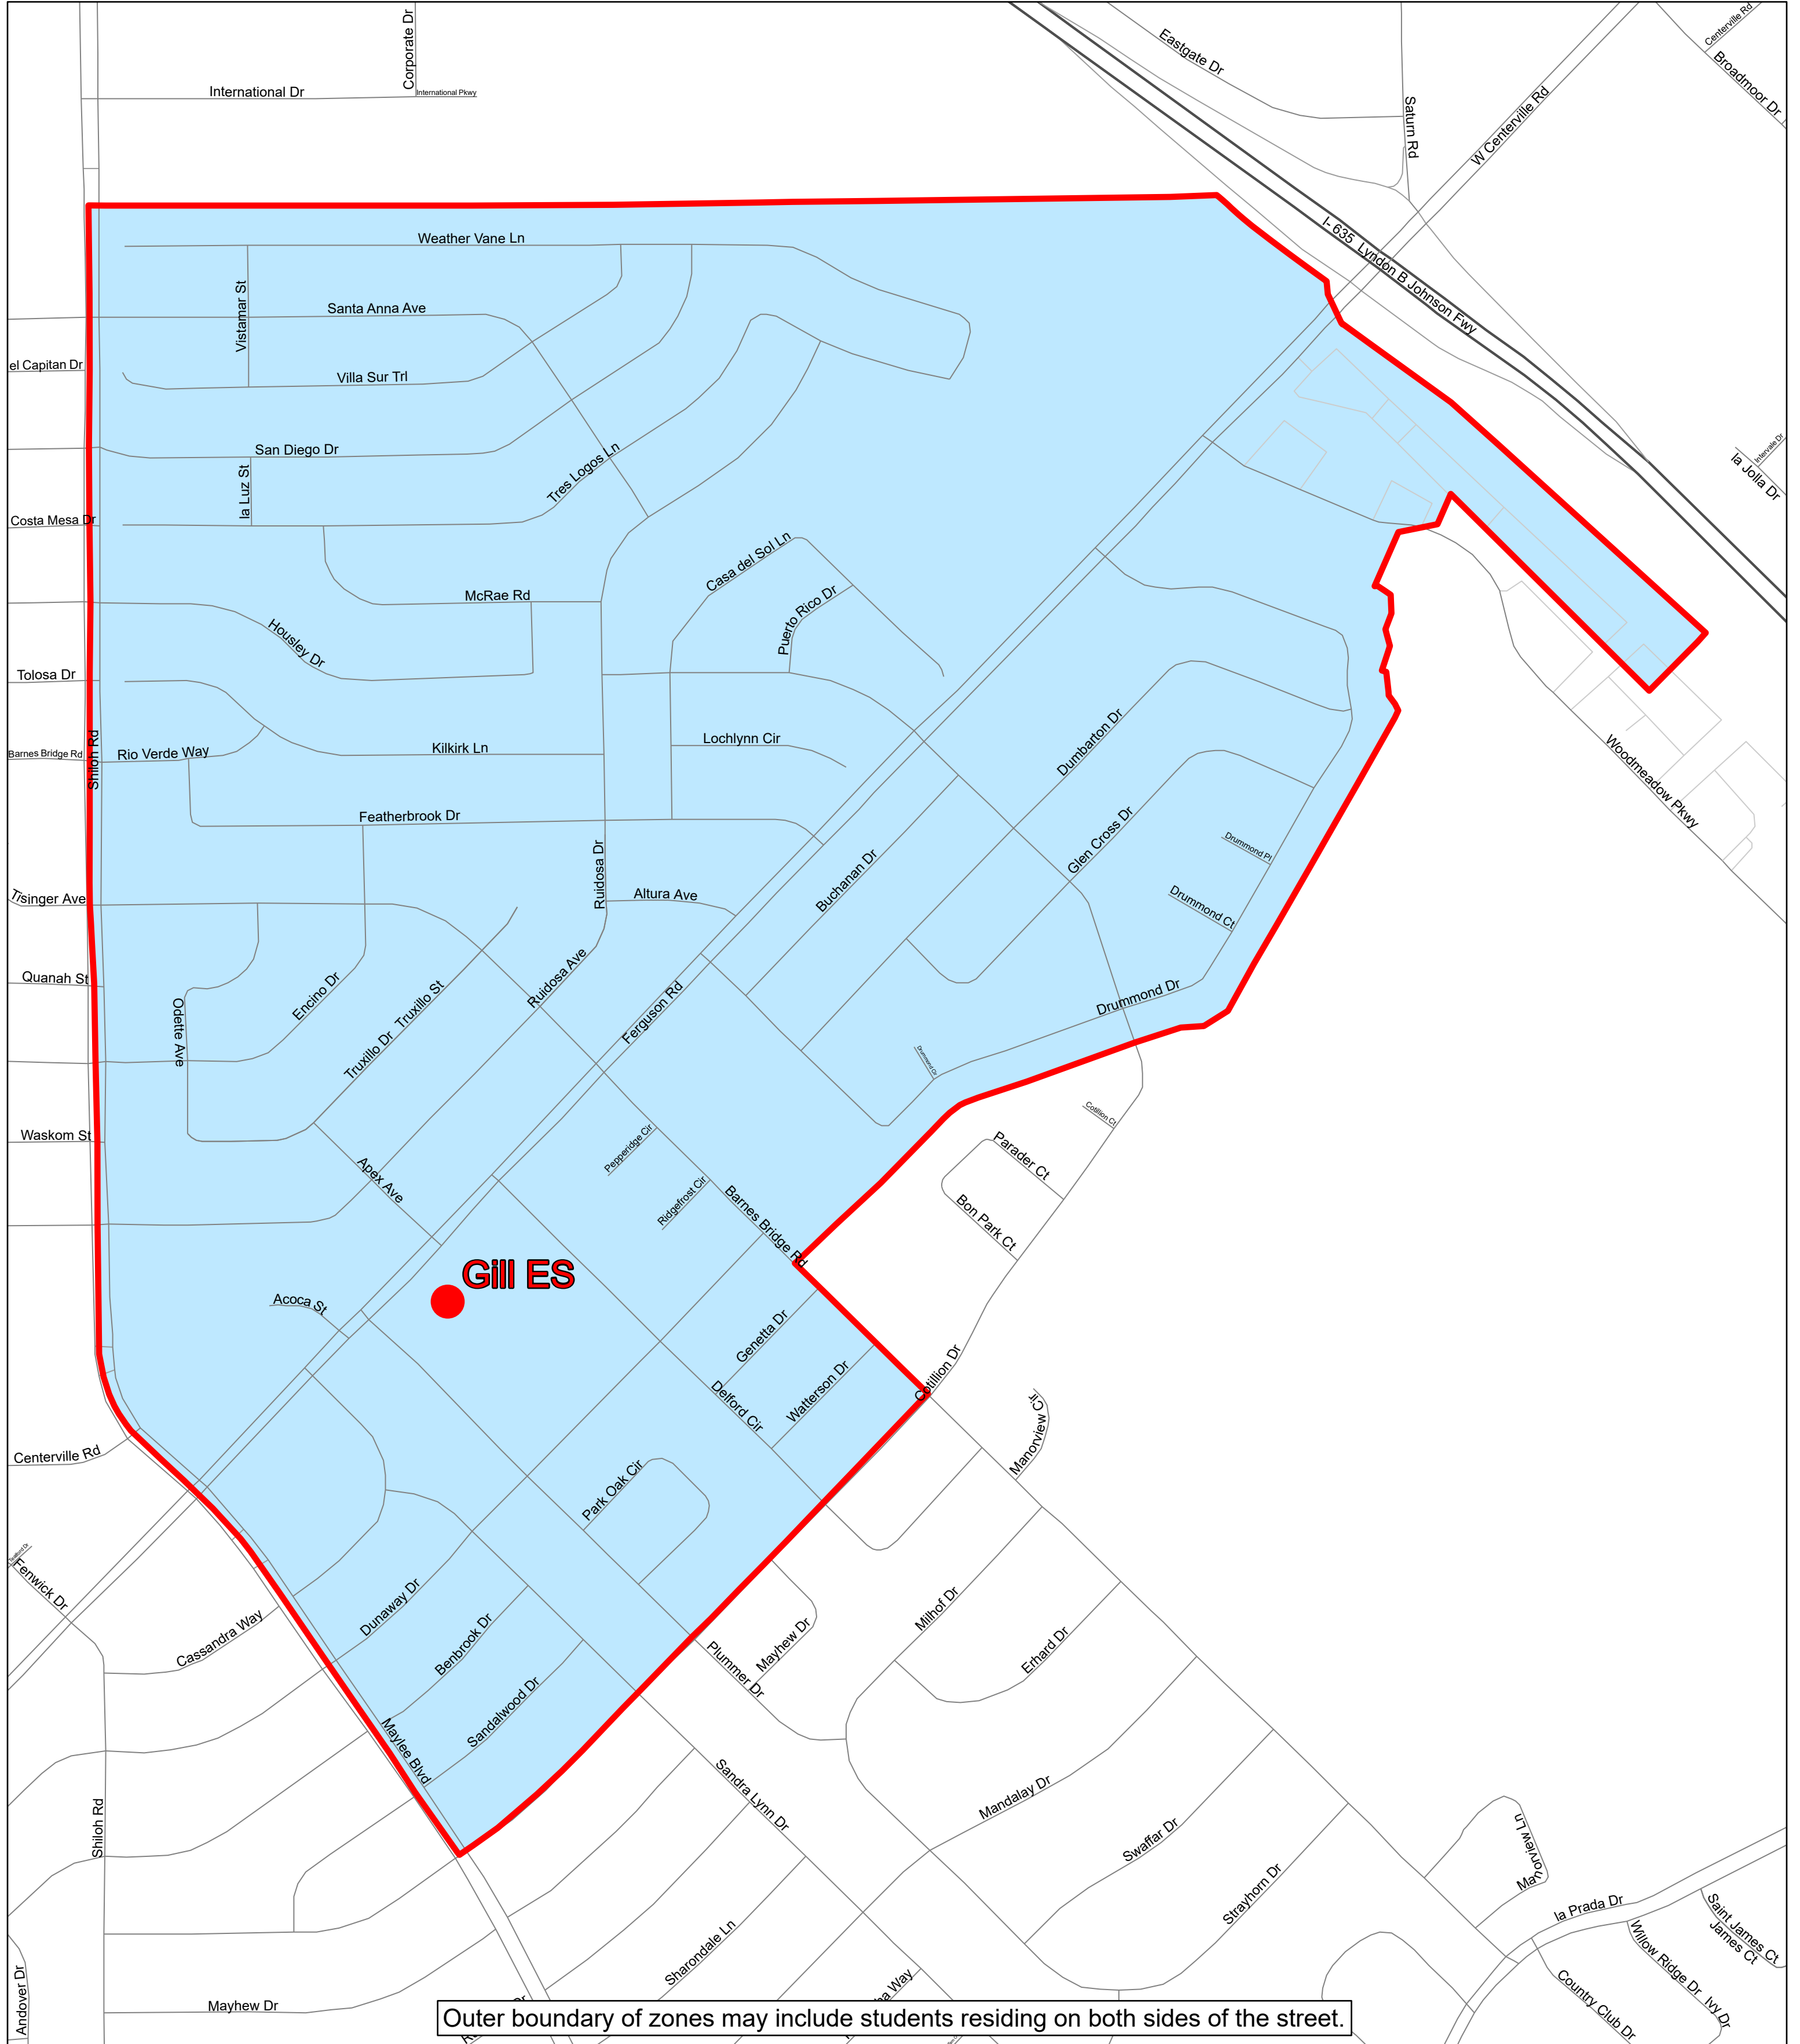 Corporate Dr
International Dr
International Pkwy
Eastgate Dr
Saturn Rd
W Centerville Rd
Centerville Rd
Broadmoor Dr
I- 635 Lyndon B Johnson Fwy
Weather Vane Ln
Vistamar St
Santa Anna Ave
el Capitan Dr
Villa Sur Trl
San Diego Dr
la Luz St
Tres Logos Ln
Intervale Dr
la Jolla Dr
Costa Mesa Dr
Casa del Sol Ln
McRae Rd
Puerto Rico Dr
Housley Dr
Tolosa Dr
Shiloh Rd
Barnes Bridge Rd
Rio Verde Way
Kilkirk Ln
Lochlynn Cir
Dumbarton Dr
Woodmeadow Pkwy
Featherbrook Dr
Glen Cross Dr
Drummond Pl
Buchanan Dr
Ruidosa Dr
Altura Ave
Tisinger Ave
Drummond Ct
Quanah St
Encino Dr
Ruidosa Ave
Ferguson Rd
Drummond Dr
Odette Ave
Truxillo Dr
Truxillo St
Drummond Cir
Cotillion Ct
Waskom St
Pepperidge Cir
Parader Ct
Apex Ave
Ridgefrost Cir
Barnes Bridge Rd
Bon Park Ct
Gill ES
Acoca St
Genetta Dr
Cotillion Dr
Watterson Dr
Delford Cir
Manorview Cir
Centerville Rd
Park Oak Cir
Fenwick Dr
Cassandra Way
Dunaway Dr
Benbrook Dr
Milhof Dr
Mayhew Dr
Erhard Dr
Plummer Dr
Sandalwood Dr
Maylee Blvd
Sandra Lynn Dr
Mandalay Dr
Shiloh Rd
Swaffar Dr
Manorview Ln
Strayhorn Dr
la Prada Dr
Saint James Ct
James Ct
Willow Ridge Dr
Ivy Dr
Country Club Dr
Sharondale Ln
Andover Dr
Mayhew Dr
Way
Outer boundary of zones may include students residing on both sides of the street.